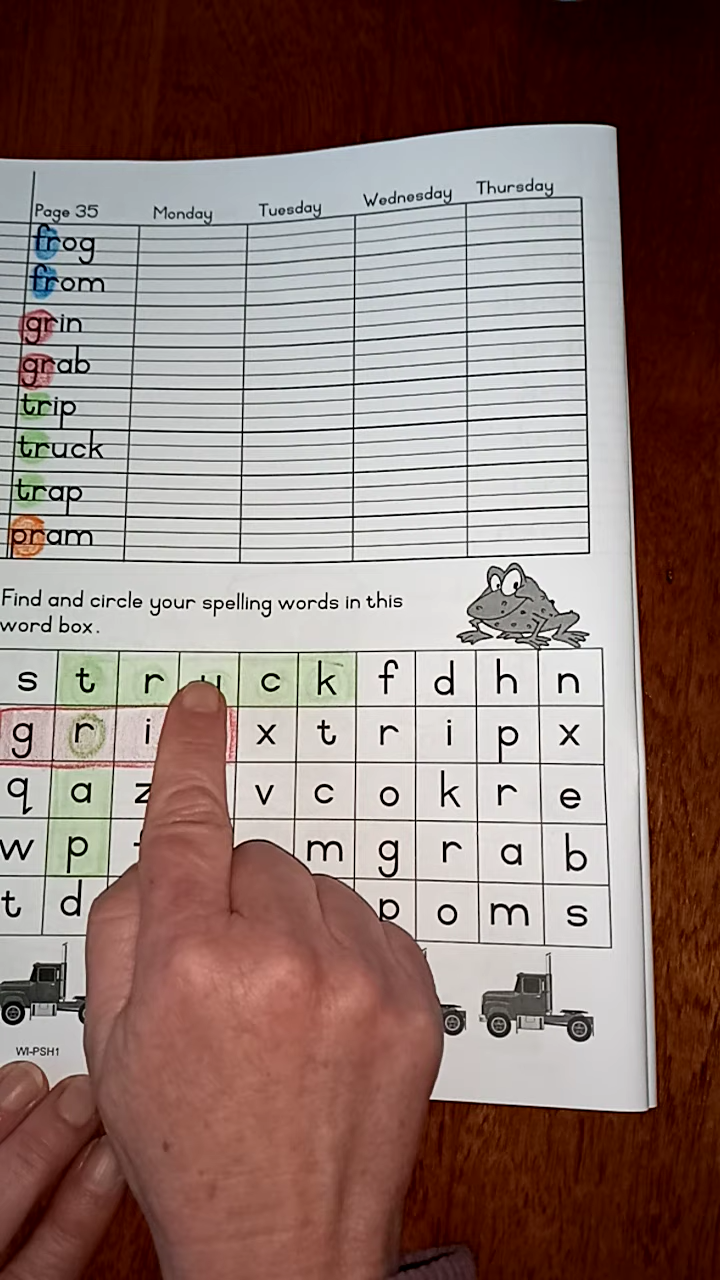 Page 35 Monday Tuesday Wednesday Thursday
frog
from
grin
grab
trip
truck
trap
pram
Find and circle your spelling words in this
word box.
s t r u c k f d h n
g r i x t r i p x
q a z v c o k r e
w p m g r a b
t d p o m s
WI-PSH1